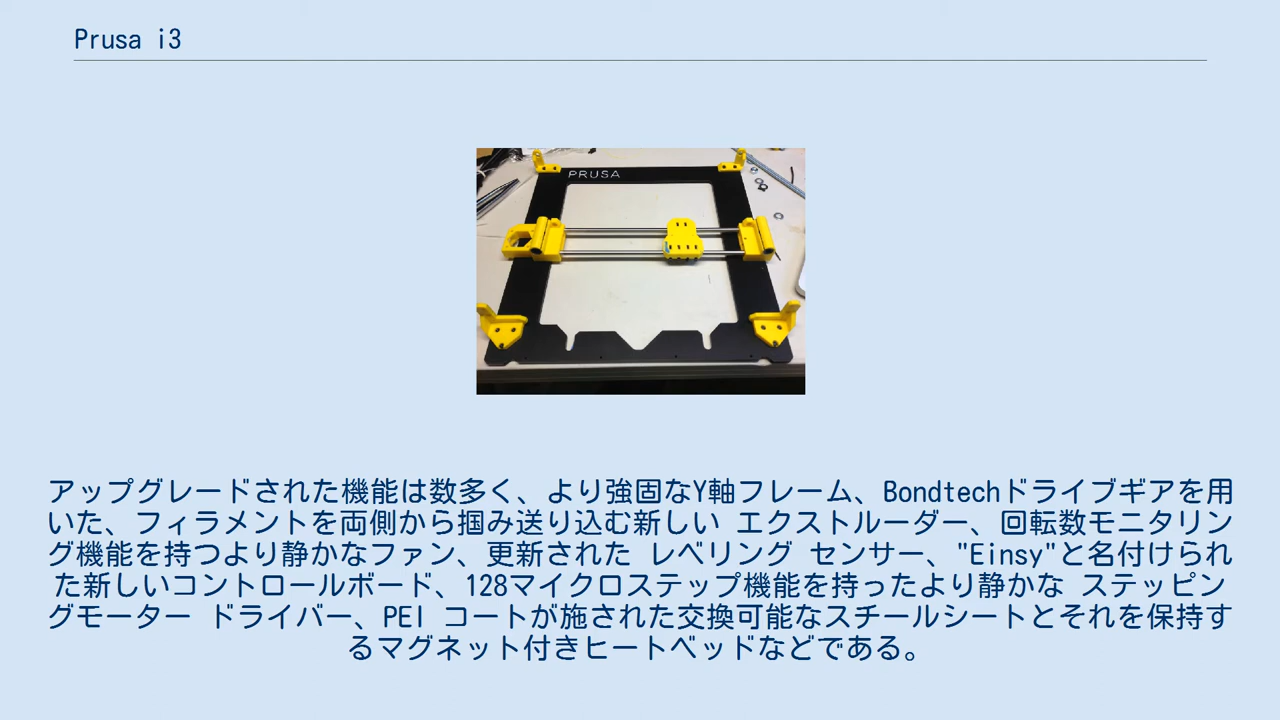 Prusa i3
PRUSA
アップグレードされた機能は数多く、より強固なY軸フレーム、Bondtechドライブギアを用
いた、フィラメントを両側から掴み送り込む新しい エクストルーダー、回転数モニタリン
グ機能を持つより静かなファン、更新された レベリング センサー、"Einsy"と名付けられ
た新しいコントロールボード、128マイクロステップ機能を持ったより静かな ステッピン
グモーター ドライバー、PEI コートが施された交換可能なスチールシートとそれを保持す
るマグネット付きヒートベッドなどである。